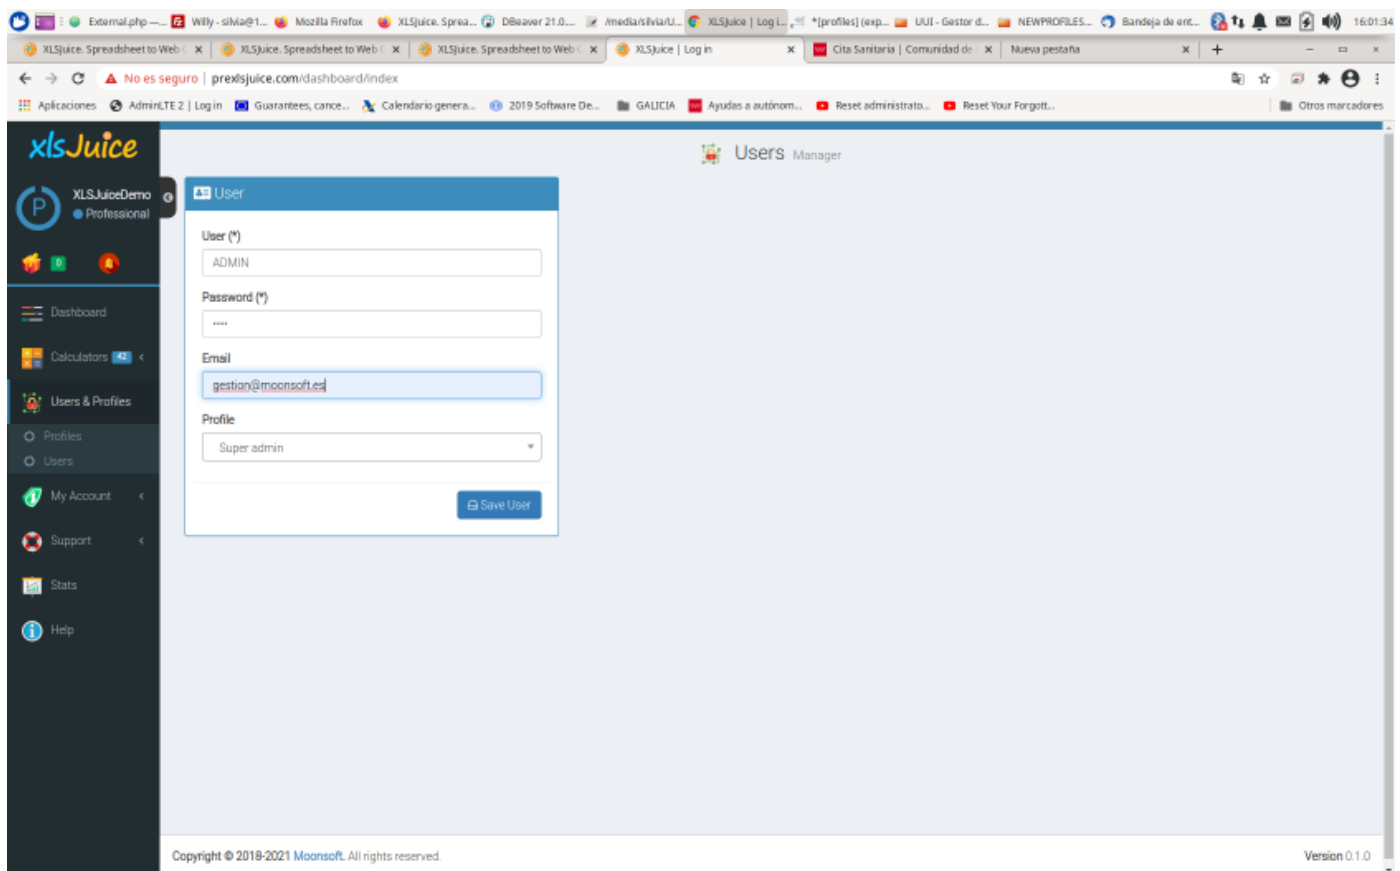 External.php —...
Willy - silvia@1...
Mozilla Firefox
XLSJuice. Sprea...
DBeaver 21.0....
/media/silvia/U...
XLSJuice | Log i...
*[profiles] (exp...
UUI - Gestor d...
NEWPROFILES...
Bandeja de ent...
16:01:34
XLSJuice. Spreadsheet to Web C
XLSJuice. Spreadsheet to Web C
XLSJuice. Spreadsheet to Web C
XLSJuice | Log in
Cita Sanitaria | Comunidad de
Nueva pestaña
No es seguro | prexlsjuice.com/dashboard/index
Aplicaciones
AdminLTE 2 | Log in
Guarantees, cance...
Calendario genera...
2019 Software De...
GALICIA
Ayudas a autónom...
Reset administrato...
Reset Your Forgott...
Otros marcadores
xlsJuice
Users Manager
P
XLSJuiceDemo
Professional
0
Dashboard
Calculators 42
Users & Profiles
Profiles
Users
My Account
Support
Stats
Help
User
User (*)
ADMIN
Password (*)
•••••
Email
gestion@moonsoft.es
Profile
Super admin
Save User
Copyright © 2018-2021 Moonsoft. All rights reserved.
Version 0.1.0